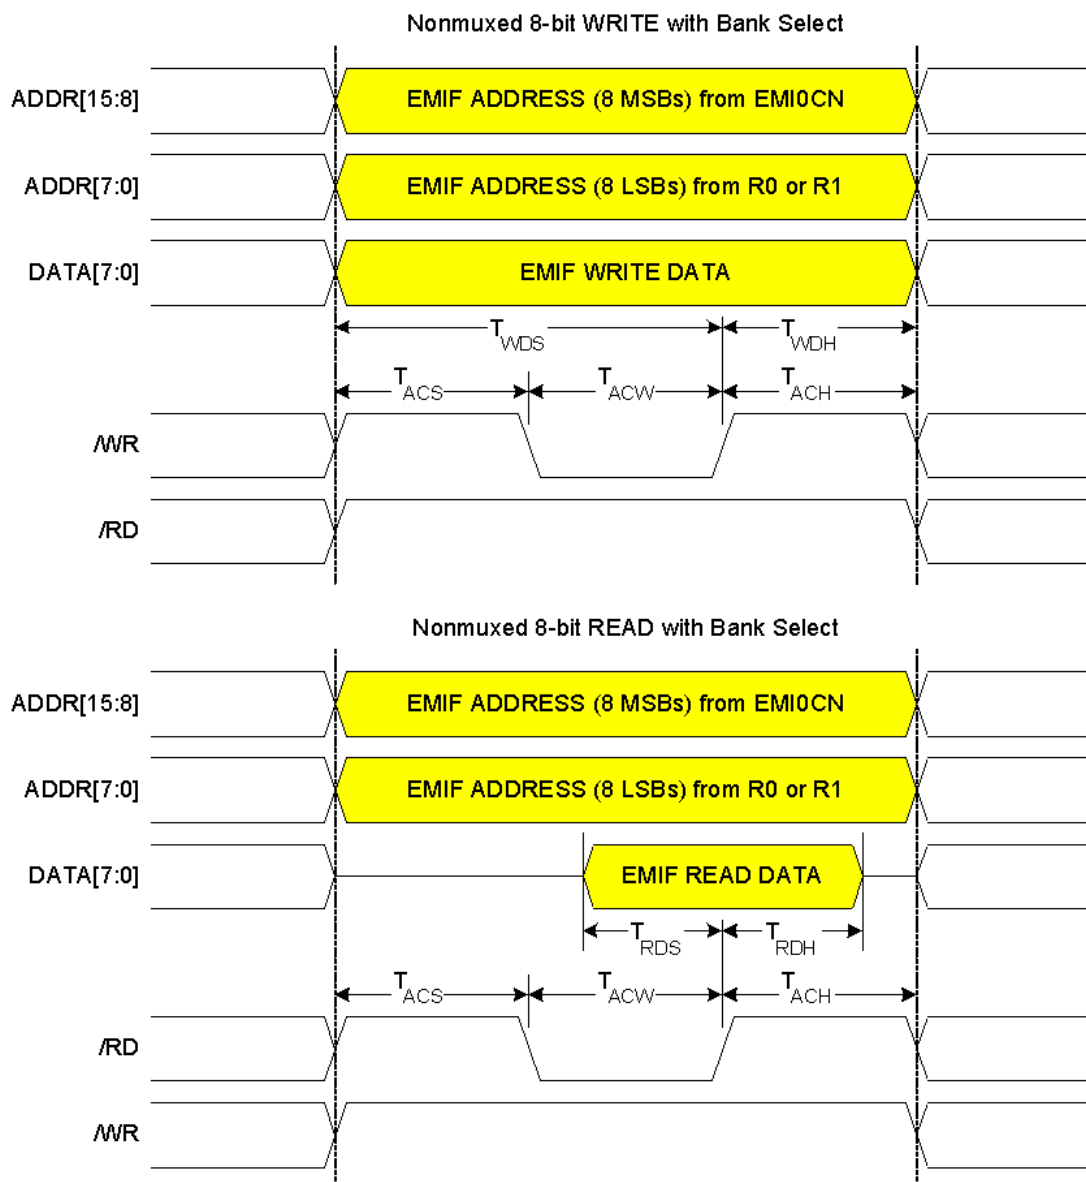 Nonmuxed 8-bit WRITE with Bank Select
ADDR[15:8] EMIF ADDRESS (8 MSBs) from EMI0CN
ADDR[7:0] EMIF ADDRESS (8 LSBs) from R0 or R1
DATA[7:0] EMIF WRITE DATA
TWDS TWDH
TACS TACW TACH
/WR
/RD
Nonmuxed 8-bit READ with Bank Select
ADDR[15:8] EMIF ADDRESS (8 MSBs) from EMI0CN
ADDR[7:0] EMIF ADDRESS (8 LSBs) from R0 or R1
DATA[7:0] EMIF READ DATA
TRDS TRDH
TACS TACW TACH
/RD
/WR